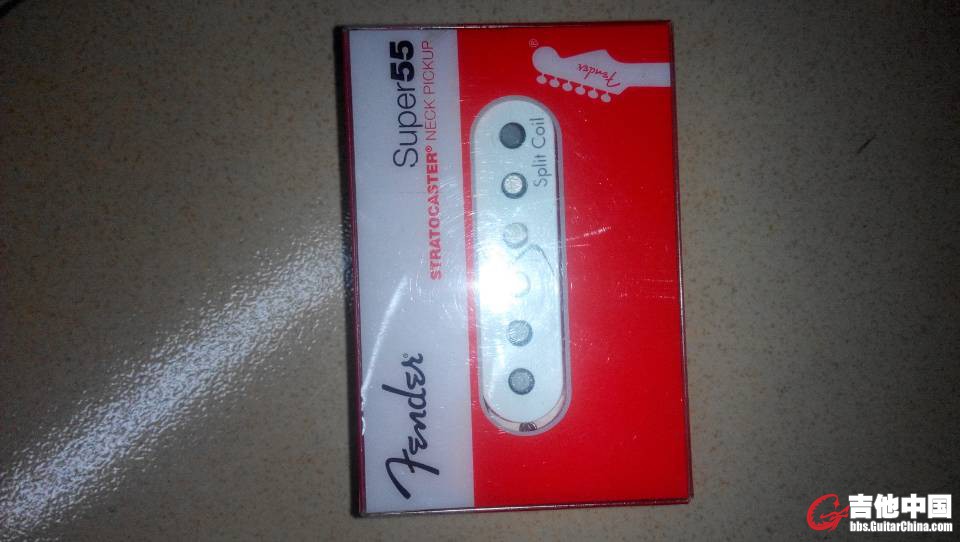 Super55
STRATOCASTER® NECK PICKUP
Fender®
Split Coil
Fender
®
吉他中国
bbs.GuitarChina.com